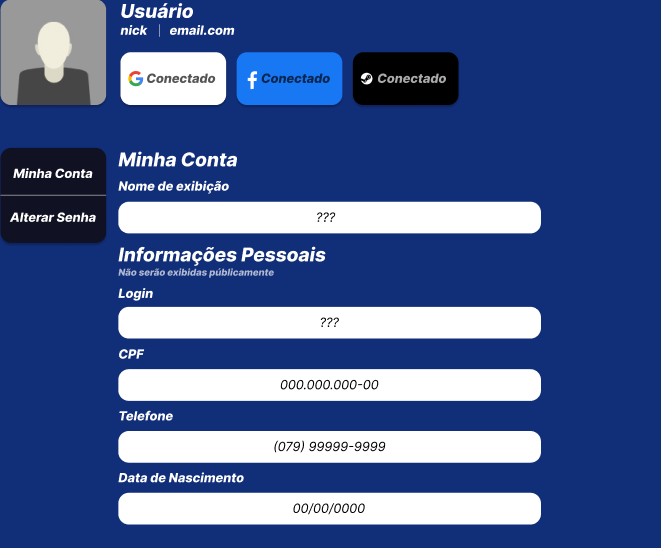 Usuário
nick | email.com
Conectado
Conectado
Conectado
Minha Conta
Alterar Senha
Minha Conta
Nome de exibição
???
Informações Pessoais
Não serão exibidas públicamente
Login
???
CPF
000.000.000-00
Telefone
(079) 99999-9999
Data de Nascimento
00/00/0000